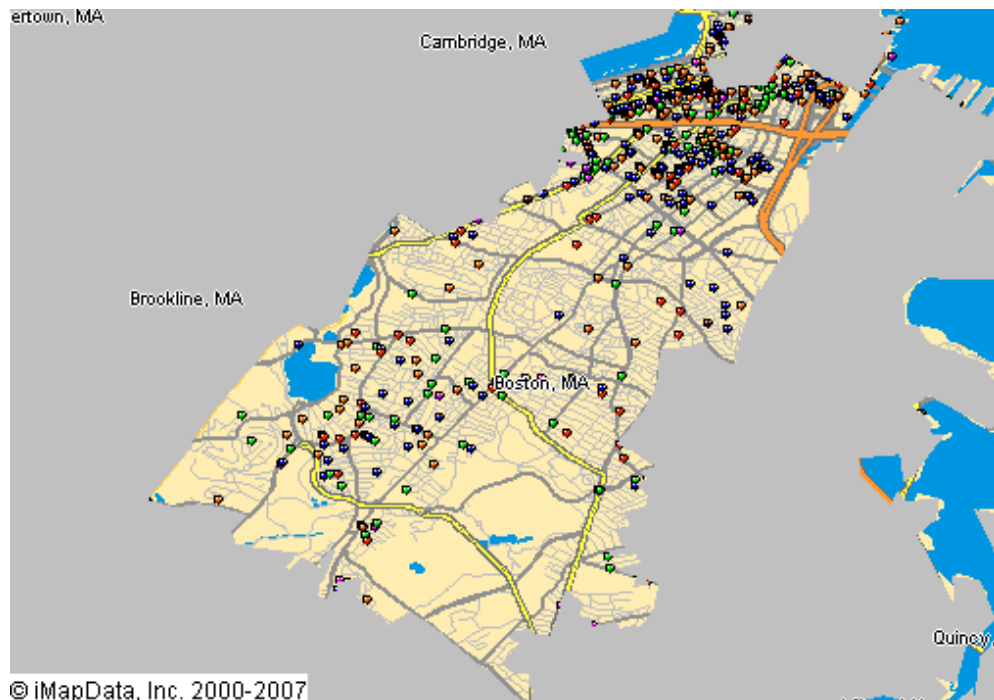 ertown, MA
Cambridge, MA
Brookline, MA
Boston, MA
Quincy
© iMapData, Inc. 2000-2007